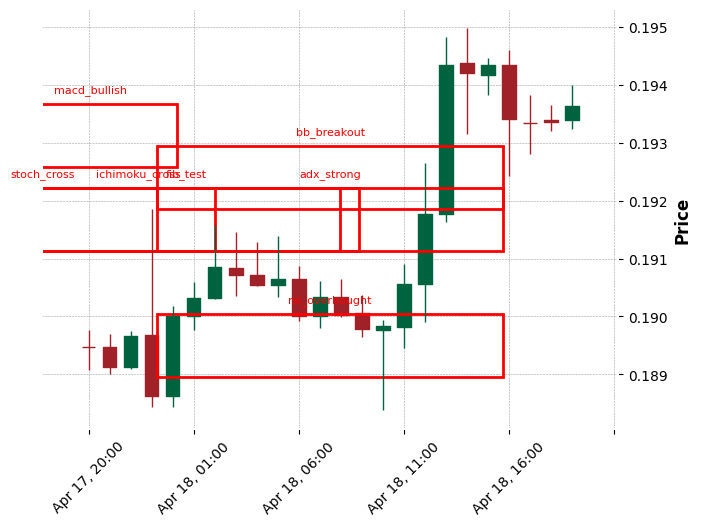 0.195
macd_bullish
0.194
bb_breakout
0.193
stoch_cross
adx_strong
0.192
Price
0.191
0.190
0.189
Apr 17, 20:00
Apr 18, 01:00
Apr 18, 06:00
Apr 18, 11:00
Apr 18, 16:00